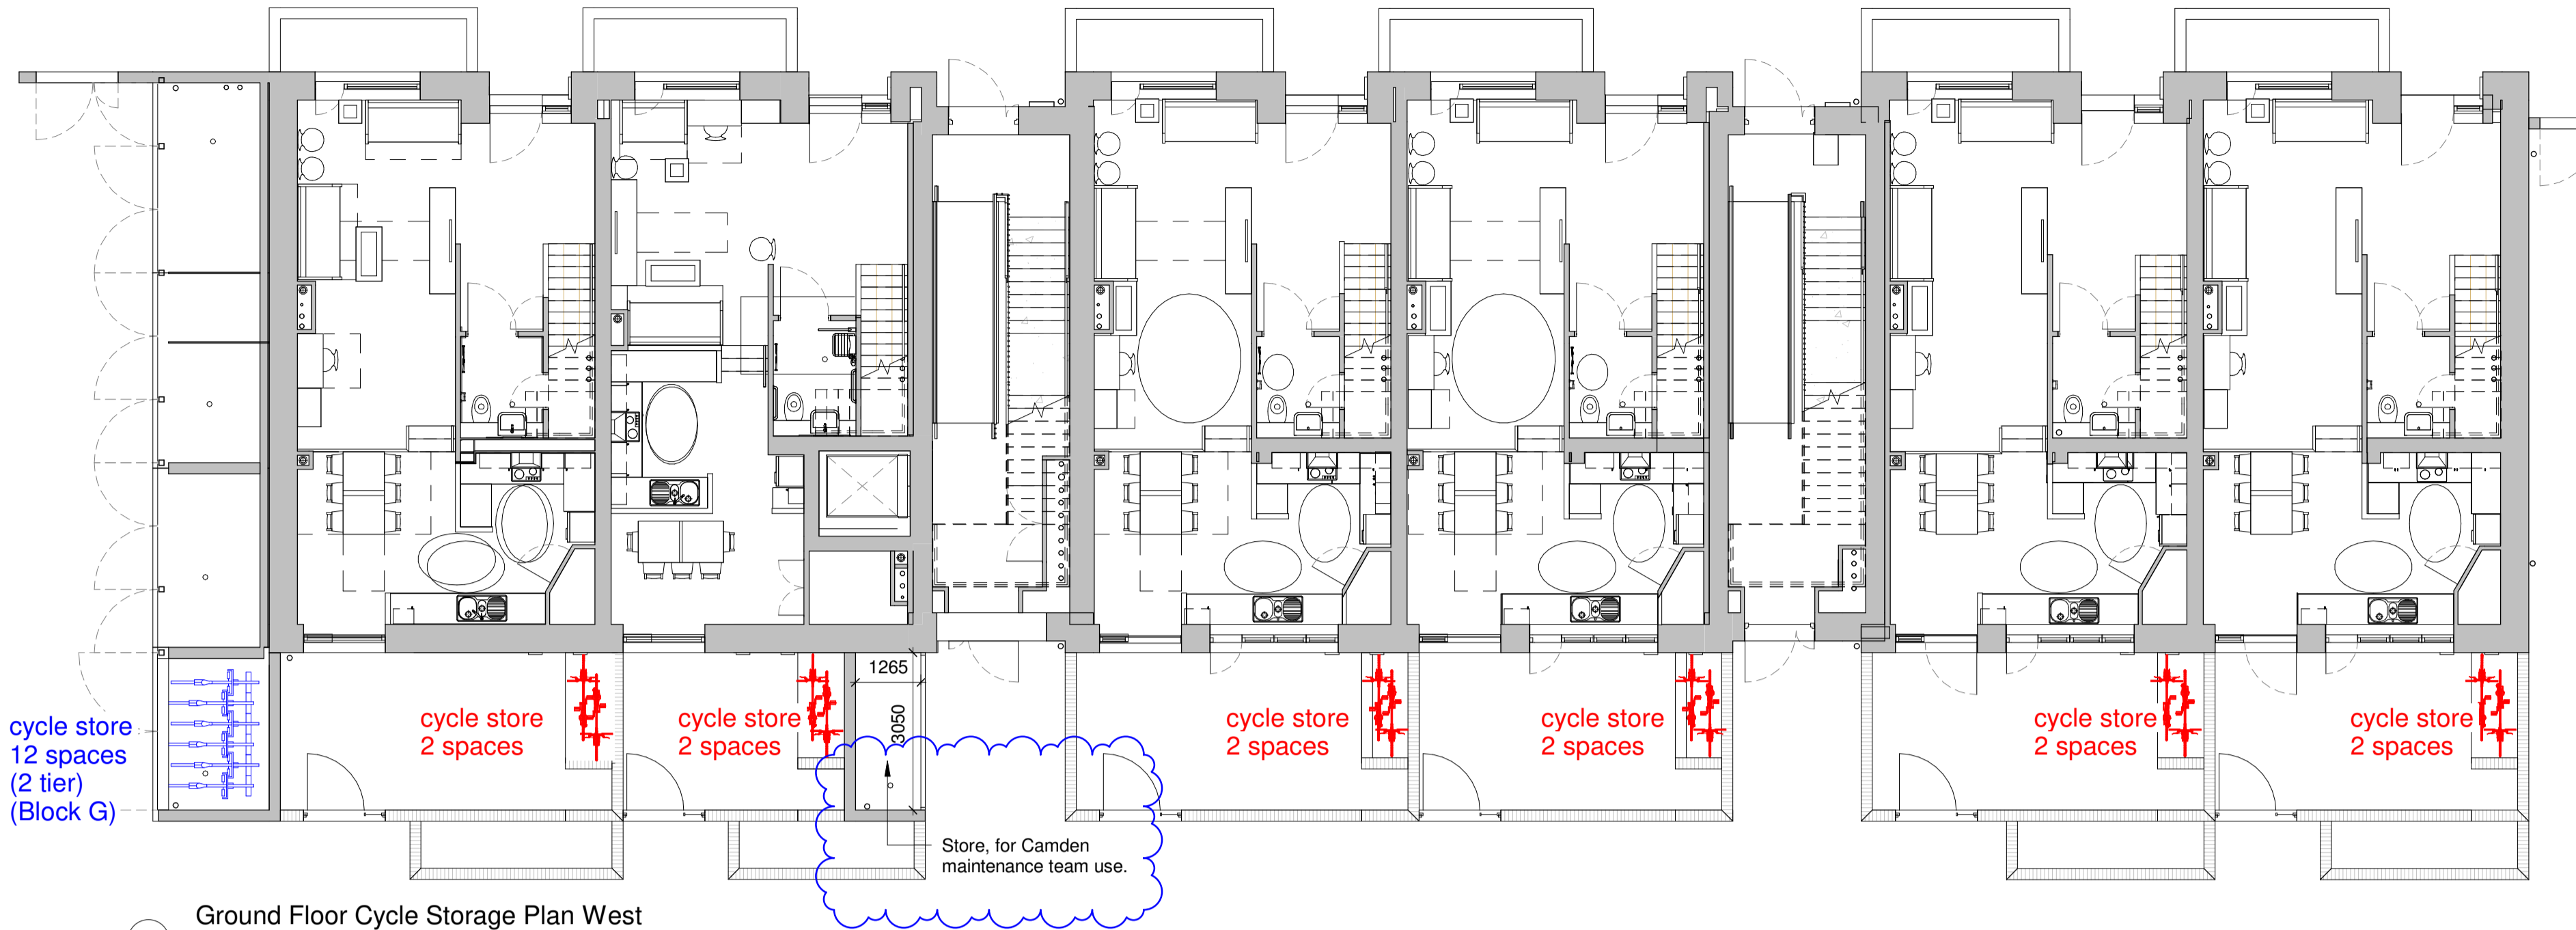 cycle store
12 spaces
(2 tier)
(Block G)
cycle store
2 spaces
cycle store
2 spaces
1265
3050
cycle store
2 spaces
cycle store
2 spaces
cycle store
2 spaces
cycle store
2 spaces
Store, for Camden
maintenance team use.
Ground Floor Cycle Storage Plan West